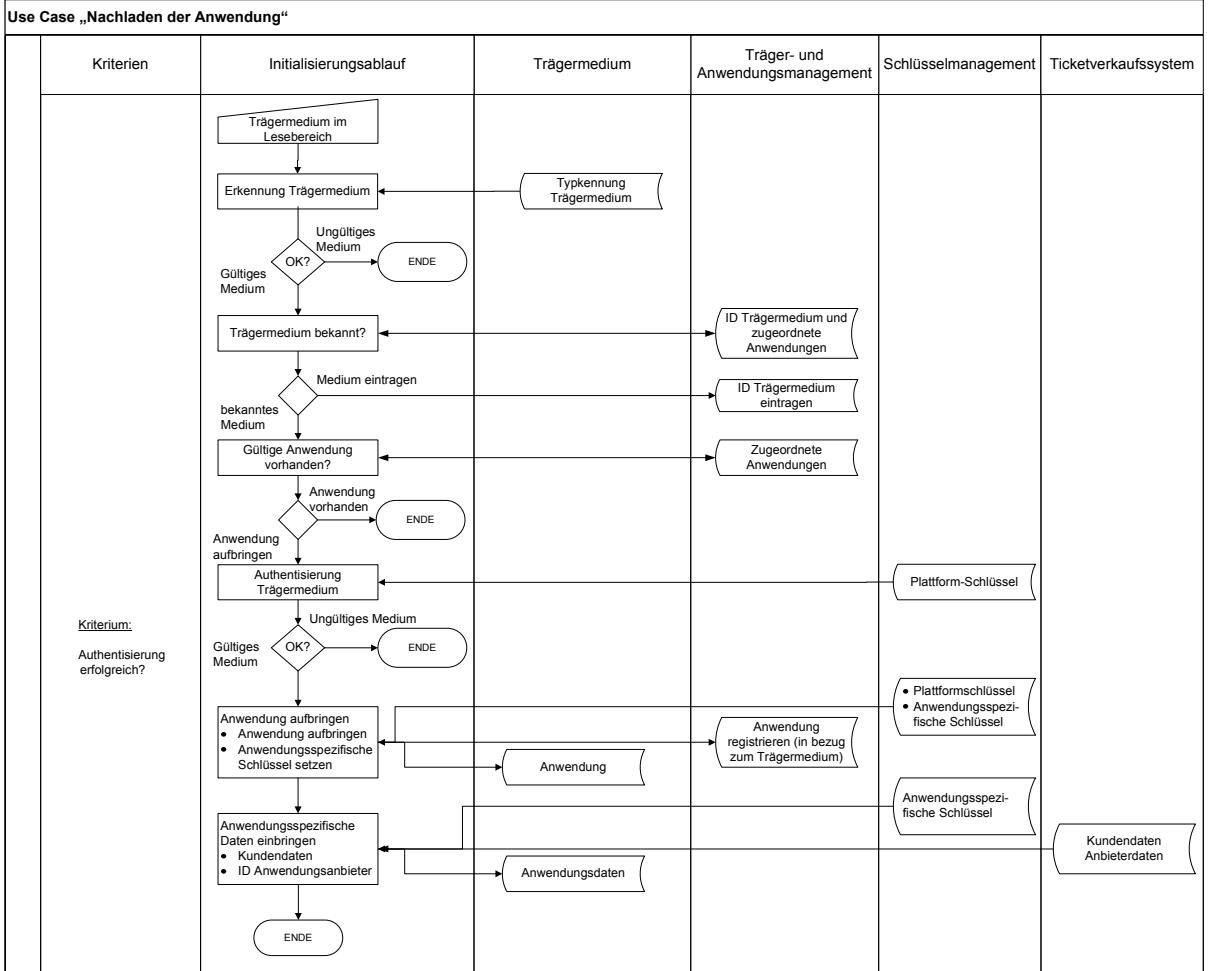 Use Case „Nachladen der Anwendung“
Kriterien
Initialisierungsablauf
Trägermedium
Träger- und
Anwendungsmanagement
Schlüsselmanagement
Ticketverkaufssystem
Trägermedium im
Lesebereich
Erkennung Trägermedium
Typkennung
Trägermedium
Ungültiges
Medium
OK?
ENDE
Gültiges
Medium
Trägermedium bekannt?
ID Trägermedium und
zugeordnete
Anwendungen
Medium eintragen
ID Trägermedium
eintragen
bekanntes
Medium
Gültige Anwendung
vorhanden?
Zugeordnete
Anwendungen
Anwendung
vorhanden
ENDE
Anwendung
aufbringen
Authentisierung
Trägermedium
Plattform-Schlüssel
Kriterium:
Authentisierung
erfolgreich?
Ungültiges Medium
Gültiges
Medium
OK?
ENDE
• Plattformschlüssel
• Anwendungsspezi-
fische Schlüssel
Anwendung aufbringen
• Anwendung aufbringen
• Anwendungsspezifische
Schlüssel setzen
Anwendung
registrieren (in bezug
zum Trägermedium)
Anwendung
Anwendungsspezi-
fische Schlüssel
Anwendungsspezifische
Daten einbringen
• Kundendaten
• ID Anwendungsanbieter
Kundendaten
Anbieterdaten
Anwendungsdaten
ENDE